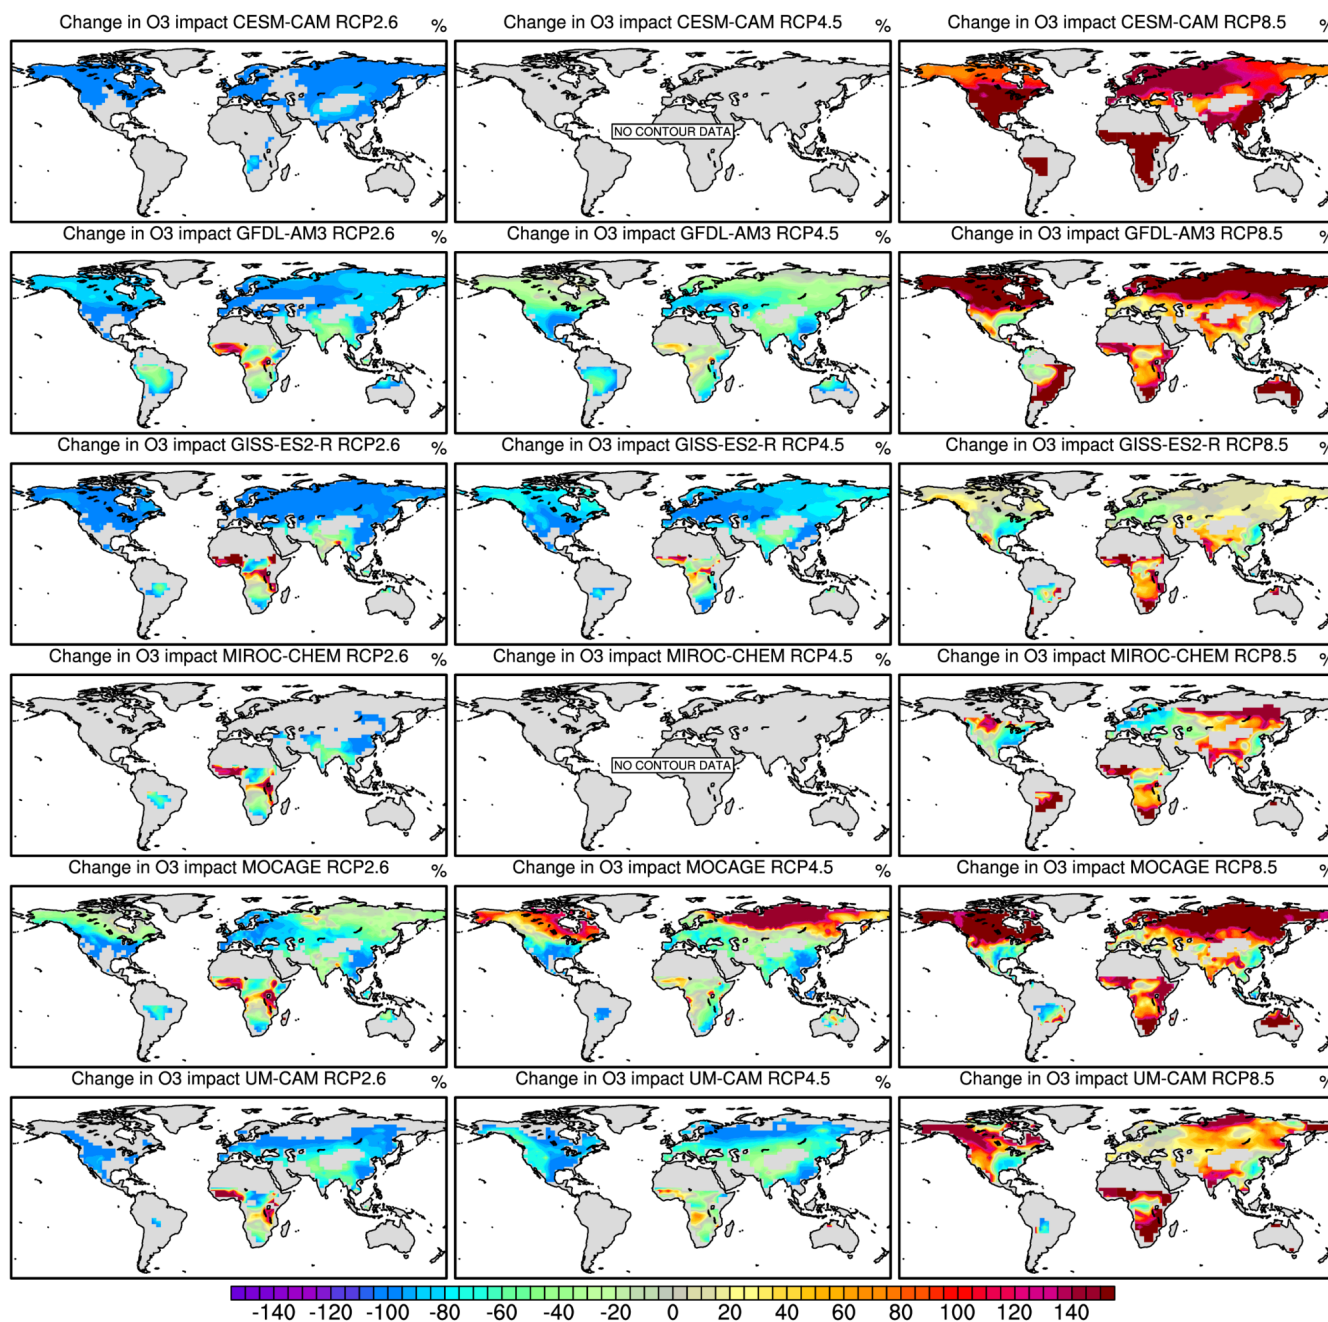 Change in O3 impact CESM-CAM RCP2.6 %
Change in O3 impact CESM-CAM RCP4.5 %
Change in O3 impact CESM-CAM RCP8.5 %
NO CONTOUR DATA
Change in O3 impact GFDL-AM3 RCP2.6 %
Change in O3 impact GFDL-AM3 RCP4.5 %
Change in O3 impact GFDL-AM3 RCP8.5 %
Change in O3 impact GISS-ES2-R RCP2.6 %
Change in O3 impact GISS-ES2-R RCP4.5 %
Change in O3 impact GISS-ES2-R RCP8.5 %
Change in O3 impact MIROC-CHEM RCP2.6 %
Change in O3 impact MIROC-CHEM RCP4.5 %
Change in O3 impact MIROC-CHEM RCP8.5 %
NO CONTOUR DATA
Change in O3 impact MOCAGE RCP2.6 %
Change in O3 impact MOCAGE RCP4.5 %
Change in O3 impact MOCAGE RCP8.5 %
Change in O3 impact UM-CAM RCP2.6 %
Change in O3 impact UM-CAM RCP4.5 %
Change in O3 impact UM-CAM RCP8.5 %
-140 -120 -100 -80 -60 -40 -20 0 20 40 60 80 100 120 140